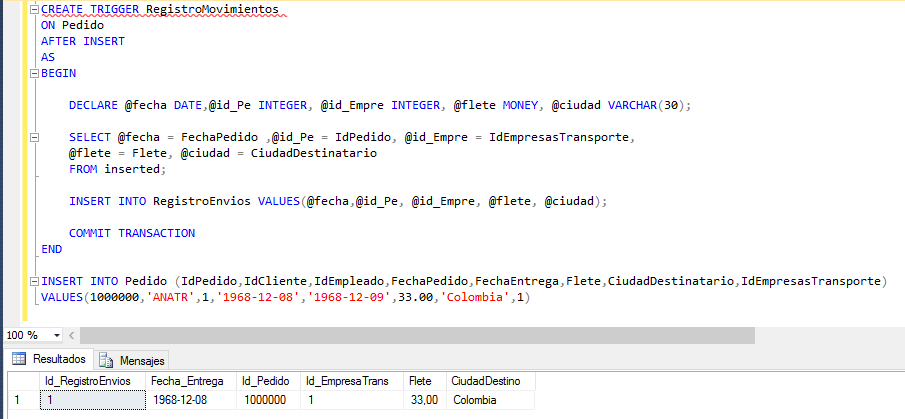 CREATE TRIGGER RegistroMovimientos
ON Pedido
AFTER INSERT
AS
BEGIN
DECLARE @fecha DATE,@id_Pe INTEGER, @id_Empre INTEGER, @flete MONEY, @ciudad VARCHAR(30);
SELECT @fecha = FechaPedido ,@id_Pe = IdPedido, @id_Empre = IdEmpresasTransporte,
@flete = Flete, @ciudad = CiudadDestinatario
FROM inserted;
INSERT INTO RegistroEnvios VALUES(@fecha,@id_Pe, @id_Empre, @flete, @ciudad);
COMMIT TRANSACTION
END
INSERT INTO Pedido (IdPedido,IdCliente,IdEmpleado,FechaPedido,FechaEntrega,Flete,CiudadDestinatario,IdEmpresasTransporte)
VALUES(1000000,'ANATR',1,'1968-12-08','1968-12-09',33.00,'Colombia',1)
100 %
Resultados Mensajes
Id_RegistroEnvios Fecha_Entrega Id_Pedido Id_EmpresaTrans Flete CiudadDestino
1 1 1968-12-08 1000000 1 33,00 Colombia